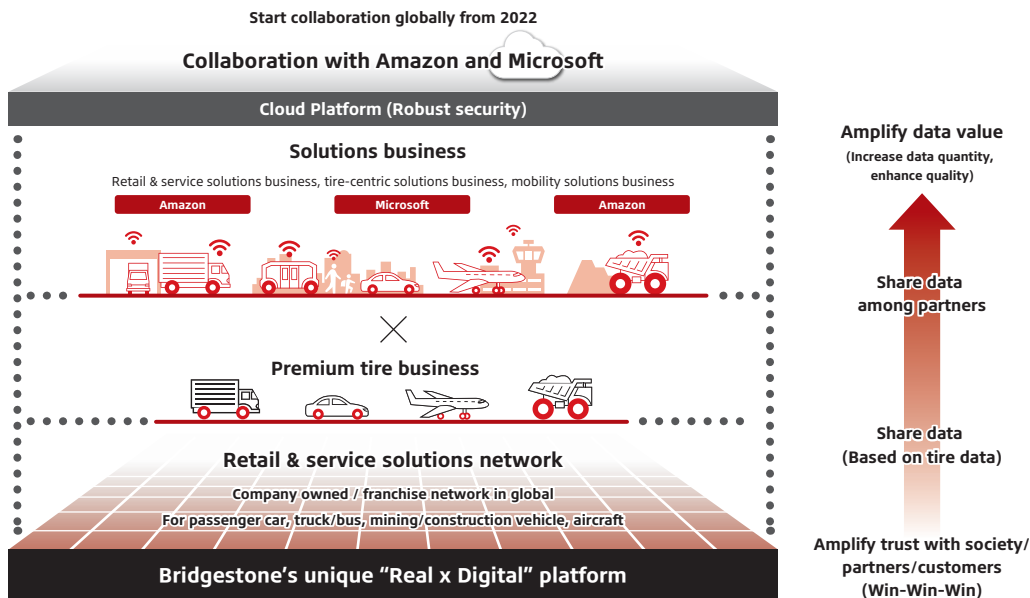 Start collaboration globally from 2022
Collaboration with Amazon and Microsoft
Cloud Platform (Robust security)
Solutions business
Retail & service solutions business, tire-centric solutions business, mobility solutions business
Amazon
Microsoft
Amazon
Premium tire business
Retail & service solutions network
Company owned / franchise network in global
For passenger car, truck/bus, mining/construction vehicle, aircraft
Bridgestone’s unique “Real x Digital” platform
Amplify data value
(Increase data quantity,
enhance quality)
Share data
among partners
Share data
(Based on tire data)
Amplify trust with society/
partners/customers
(Win-Win-Win)